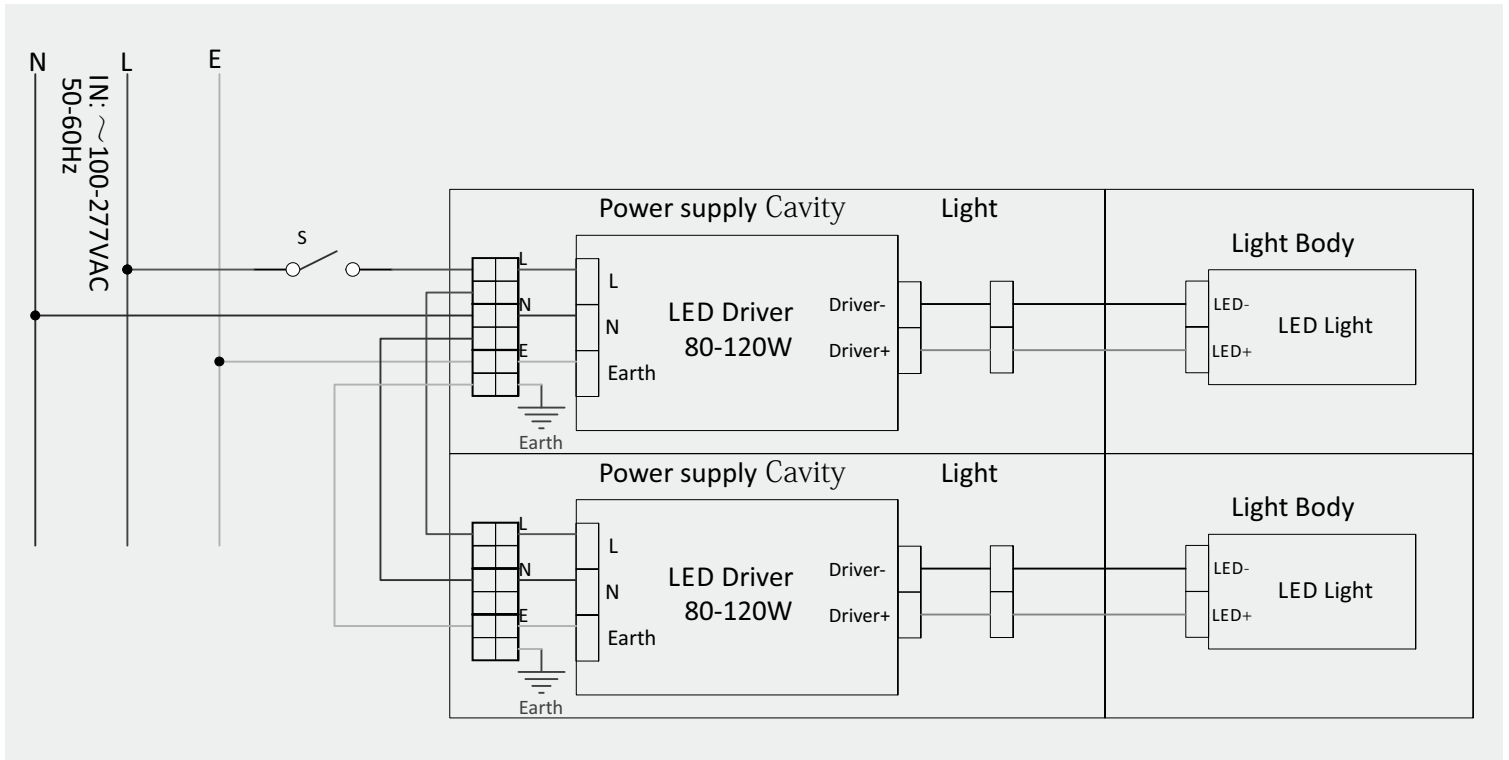 N
L
E
IN: ～100-277VAC
50-60Hz
S
Power supply Cavity
Light
Light Body
L
N
E
L
N
Earth
LED Driver
80-120W
Driver-
Driver+
LED-
LED+
LED Light
Earth
Power supply Cavity
Light
Light Body
L
N
E
L
N
Earth
LED Driver
80-120W
Driver-
Driver+
LED-
LED+
LED Light
Earth